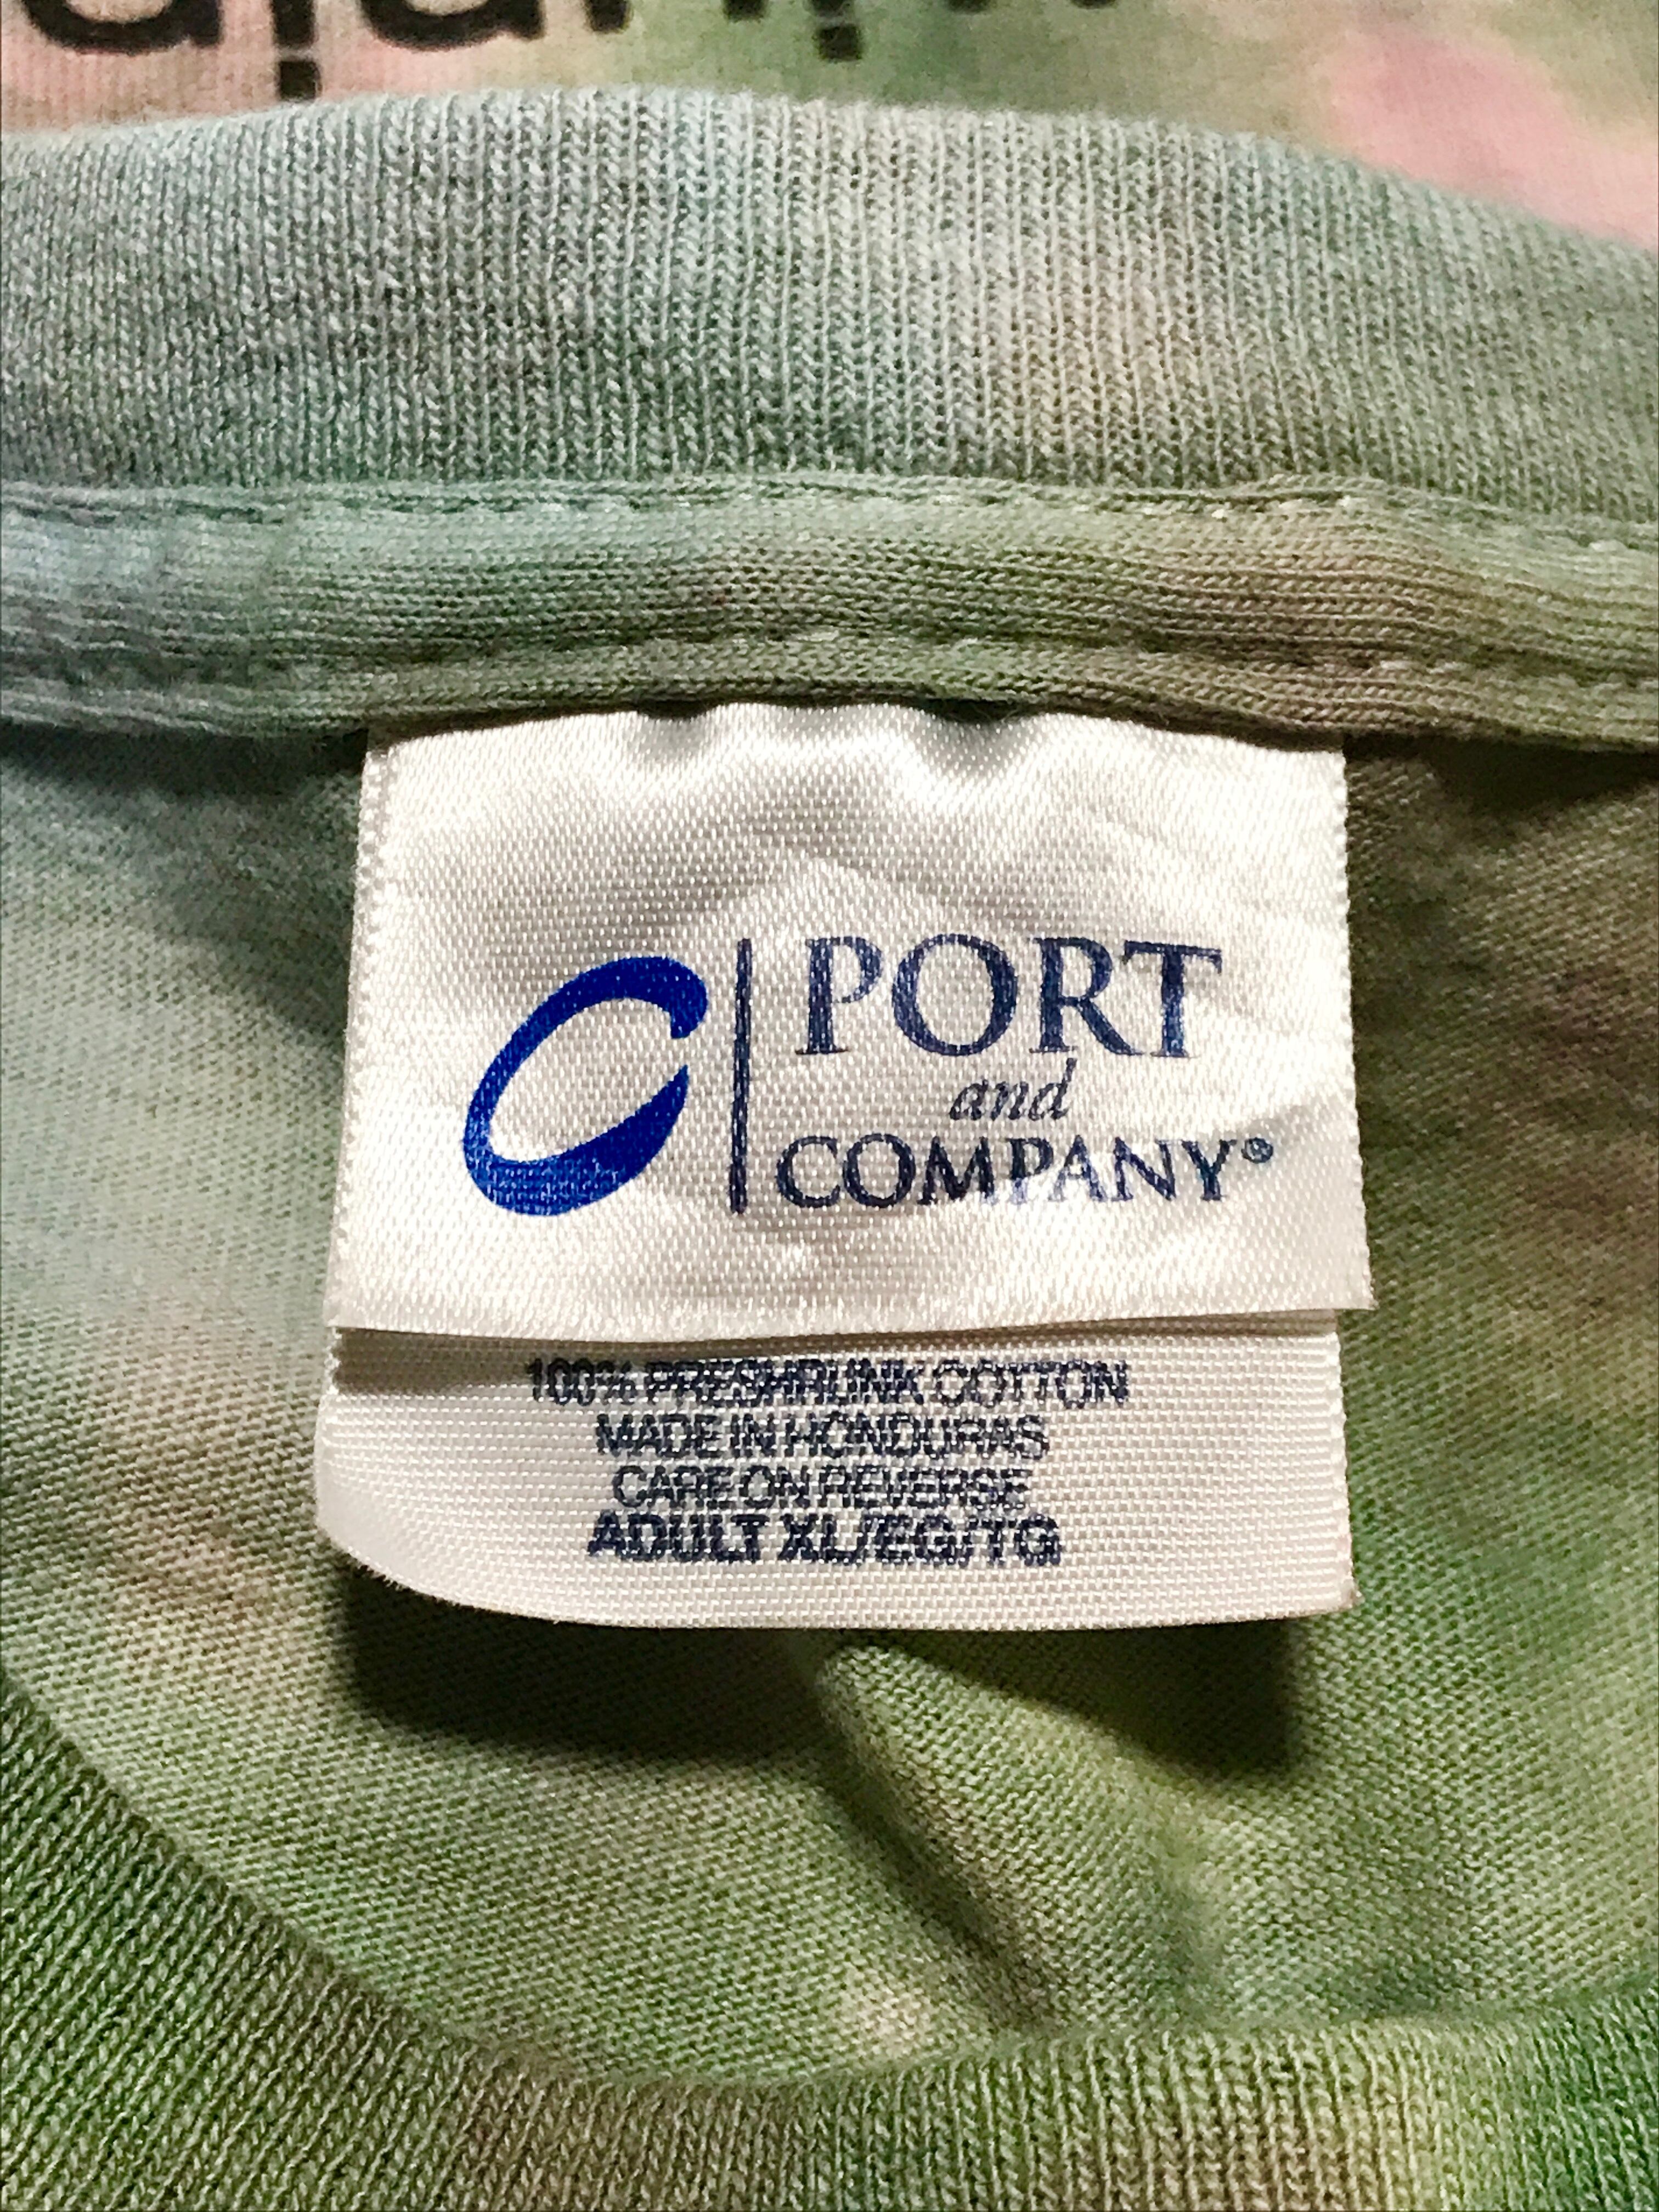 PORT
and
COMPANY®
100% PRESHRUNK COTTON
MADE IN HONDURAS
CARE ON REVERSE
ADULT XL/EG/TG